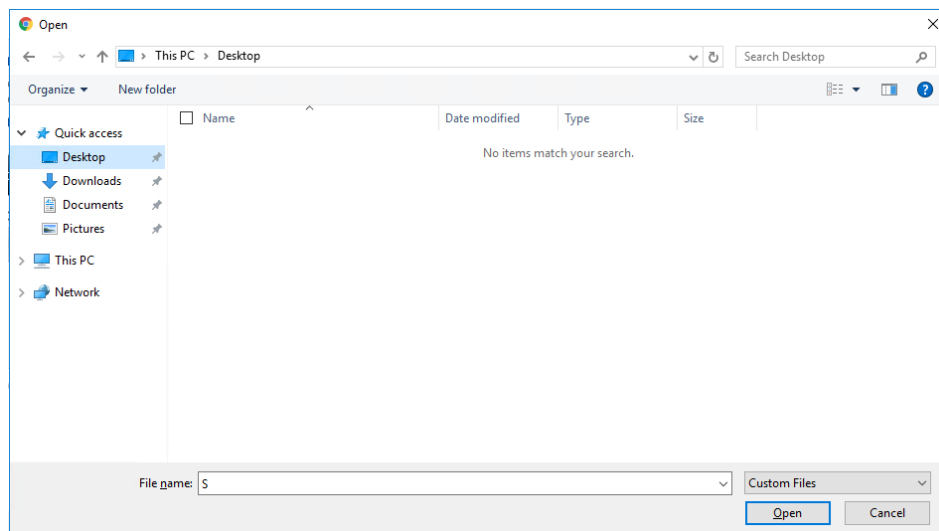 Open
This PC > Desktop
Search Desktop
Organize
New folder
Name
Date modified
Type
Size
Quick access
No items match your search.
Desktop
Downloads
Documents
Pictures
This PC
Network
File name: S
Custom Files
Open
Cancel